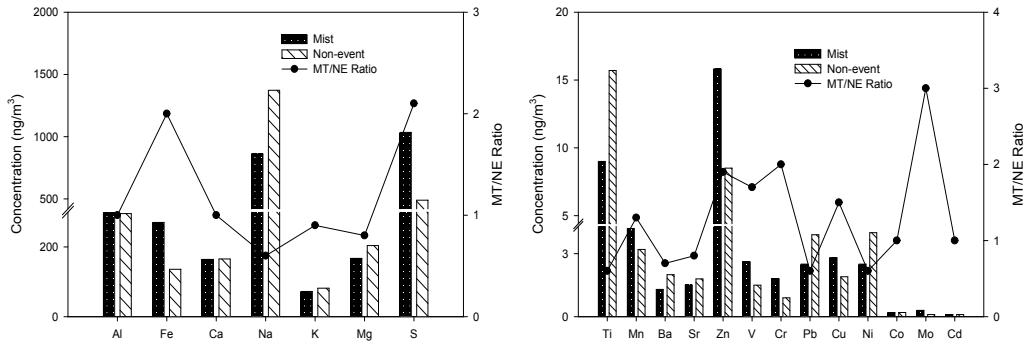 2000
1500
1000
500
200
0
Concentration (ng/m³)
Mist
Non-event
MT/NE Ratio
3
2
1
0
MT/NE Ratio
Al Fe Ca Na K Mg S
20
15
10
5
3
0
Concentration (ng/m³)
Mist
Non-event
MT/NE Ratio
4
3
2
1
0
MT/NE Ratio
Ti Mn Ba Sr Zn V Cr Pb Cu Ni Co Mo Cd